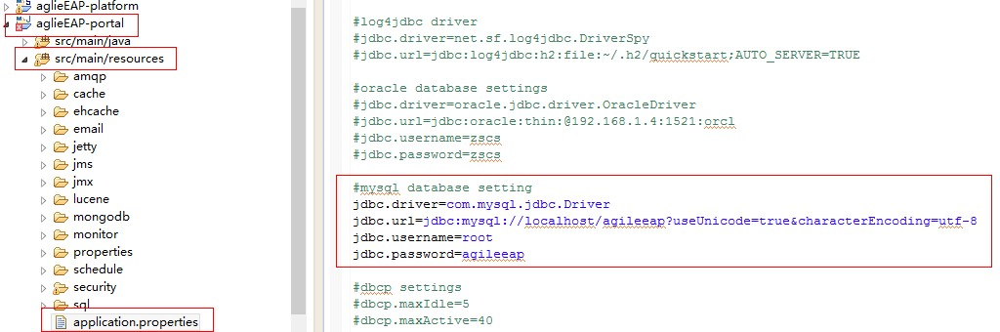 aglieEAP-platform
aglieEAP-portal
src/main/java
src/main/resources
amqp
cache
ehcache
email
jetty
jms
jmx
lucene
mongodb
monitor
properties
schedule
security
sql
application.properties
#log4jdbc driver
#jdbc.driver=net.sf.log4jdbc.DriverSpy
#jdbc.url=jdbc:log4jdbc:h2:file:~/.h2/quickstart;AUTO_SERVER=TRUE
#oracle database settings
#jdbc.driver=oracle.jdbc.driver.OracleDriver
#jdbc.url=jdbc:oracle:thin:@192.168.1.4:1521:orcl
#jdbc.username=zscs
#jdbc.password=zscs
#mysql database setting
jdbc.driver=com.mysql.jdbc.Driver
jdbc.url=jdbc:mysql://localhost/agileeap?useUnicode=true&characterEncoding=utf-8
jdbc.username=root
jdbc.password=agileeap
#dbcp settings
#dbcp.maxIdle=5
#dbcp.maxActive=40